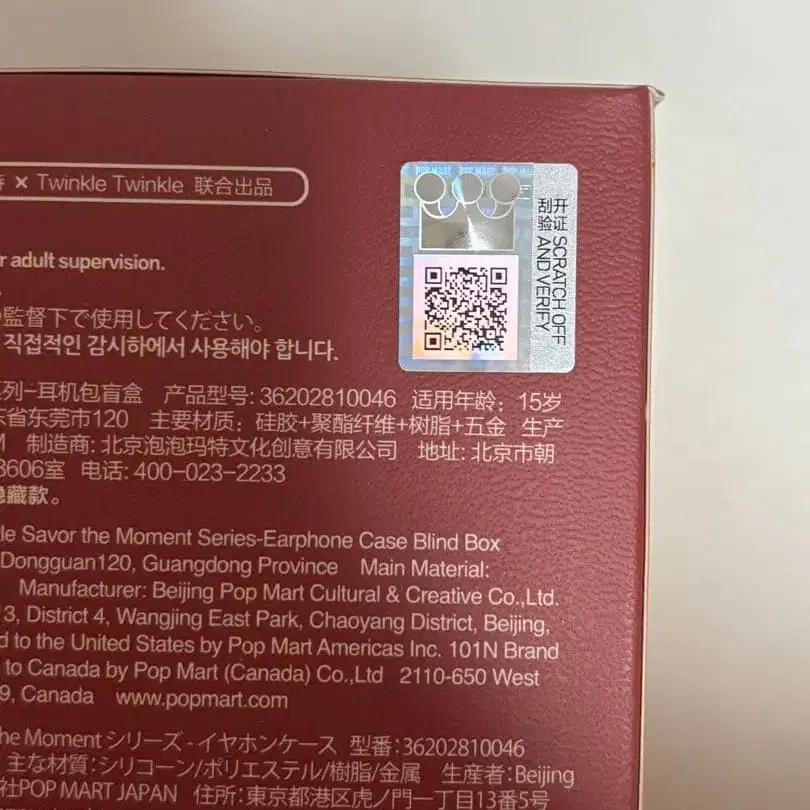 × Twinkle Twinkle 联合出品
POP MART POP MART
刮开
验证 SCRATCH OFF
AND VERIFY
r adult supervision.
監督下で使用してください。
직접적인 감시하에서 사용해야 합니다.
列-耳机包盲盒 产品型号: 36202810046 适用年龄: 15岁
省东莞市120 主要材质: 硅胶+聚酯纤维+树脂+五金 生产
M 制造商: 北京泡泡玛特文化创意有限公司 地址: 北京市朝
3606室 电话: 400-023-2233
隐藏款。
le Savor the Moment Series-Earphone Case Blind Box
Dongguan120, Guangdong Province Main Material:
Manufacturer: Beijing Pop Mart Cultural & Creative Co.,Ltd.
13, District 4, Wangjing East Park, Chaoyang District, Beijing,
d to the United States by Pop Mart Americas Inc. 101N Brand
to Canada by Pop Mart (Canada) Co.,Ltd 2110-650 West
9, Canada www.popmart.com
he Moment シリーズ-イヤホンケース 型番:36202810046
主な材質:シリコーン/ポリエステル/樹脂/金属 生産者:Beijing
社POP MART JAPAN 住所:東京都港区虎ノ門一丁目13番5号